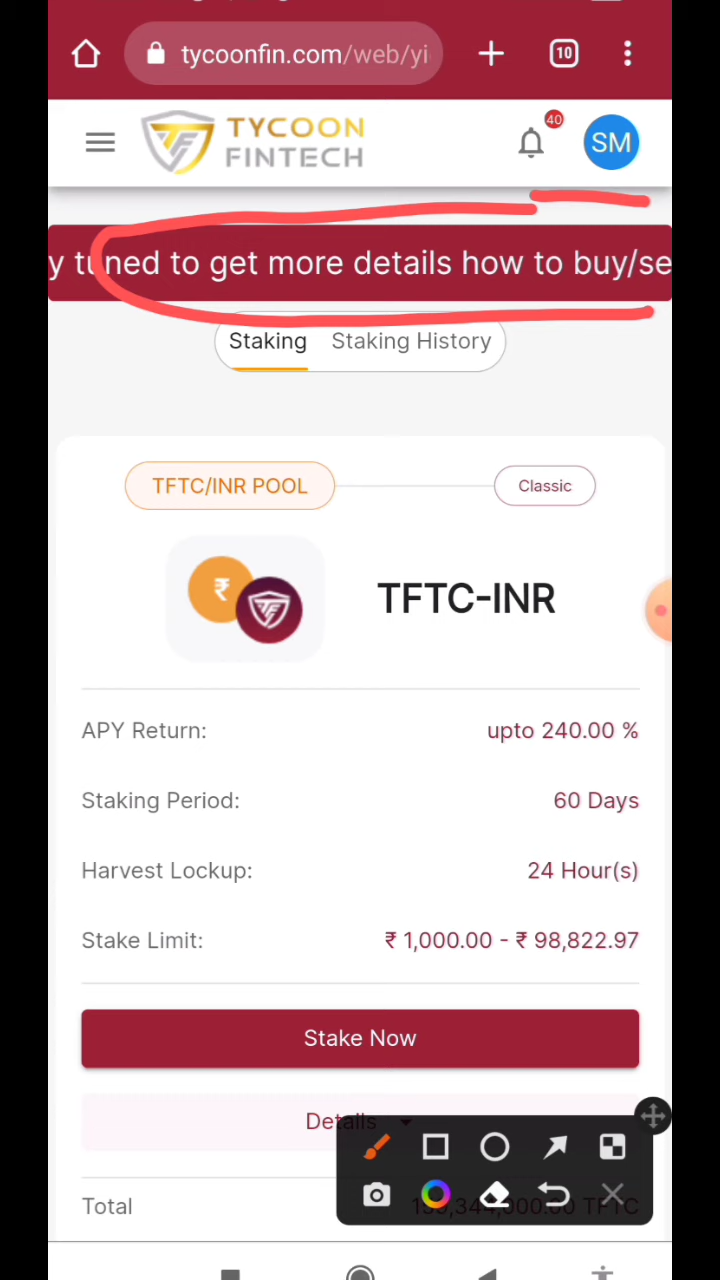 tycoonfin.com/web/yi
10
TYCOON
FINTECH
40
SM
y tuned to get more details how to buy/se
Staking
Staking History
TFTC/INR POOL
Classic
₹
TF
TFTC-INR
APY Return:
upto 240.00 %
Staking Period:
60 Days
Harvest Lockup:
24 Hour(s)
Stake Limit:
₹ 1,000.00 - ₹ 98,822.97
Stake Now
Details
Total